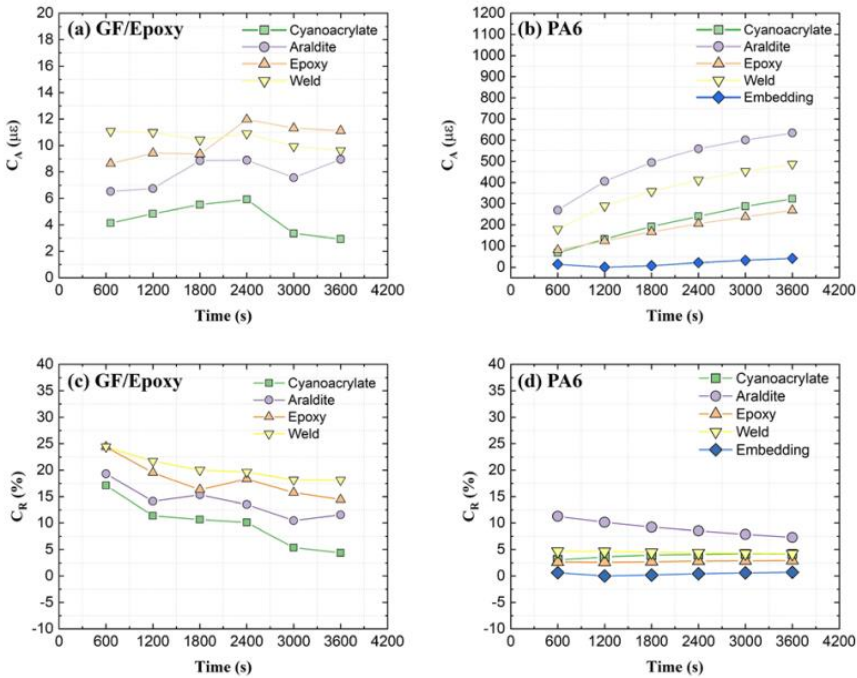 (a) GF/Epoxy
Cyanoacrylate
Araldite
Epoxy
Weld
20
18
16
14
12
10
8
6
4
2
0
C_A (με)
0 600 1200 1800 2400 3000 3600 4200
Time (s)
(b) PA6
Cyanoacrylate
Araldite
Epoxy
Weld
Embedding
1200
1100
1000
900
800
700
600
500
400
300
200
100
0
C_A (με)
0 600 1200 1800 2400 3000 3600 4200
Time (s)
(c) GF/Epoxy
Cyanoacrylate
Araldite
Epoxy
Weld
40
35
30
25
20
15
10
5
0
-5
-10
C_R (%)
0 600 1200 1800 2400 3000 3600 4200
Time (s)
(d) PA6
Cyanoacrylate
Araldite
Epoxy
Weld
Embedding
40
35
30
25
20
15
10
5
0
-5
-10
C_R (%)
0 600 1200 1800 2400 3000 3600 4200
Time (s)